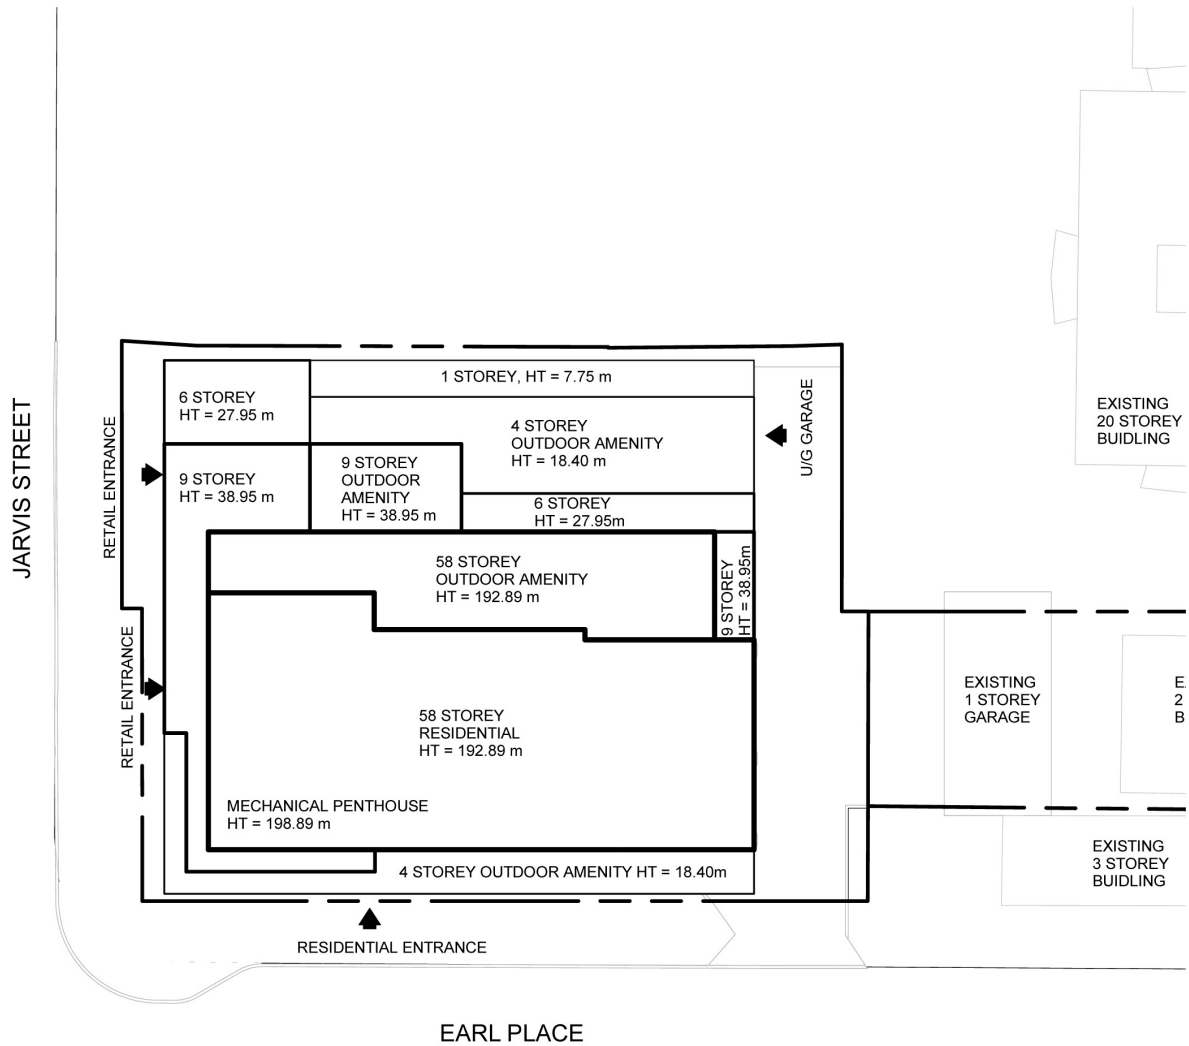 1 STOREY, HT = 7.75 m
6 STOREY
HT = 27.95 m
4 STOREY
OUTDOOR AMENITY
HT = 18.40 m
U/G GARAGE
EXISTING
20 STOREY
BUIDLING
JARVIS STREET
RETAIL ENTRANCE
9 STOREY
HT = 38.95 m
9 STOREY
OUTDOOR
AMENITY
HT = 38.95 m
6 STOREY
HT = 27.95m
58 STOREY
OUTDOOR AMENITY
HT = 192.89 m
9 STOREY
HT = 38.95m
RETAIL ENTRANCE
58 STOREY
RESIDENTIAL
HT = 192.89 m
EXISTING
1 STOREY
GARAGE
E
2
B
MECHANICAL PENTHOUSE
HT = 198.89 m
4 STOREY OUTDOOR AMENITY HT = 18.40m
EXISTING
3 STOREY
BUIDLING
RESIDENTIAL ENTRANCE
EARL PLACE